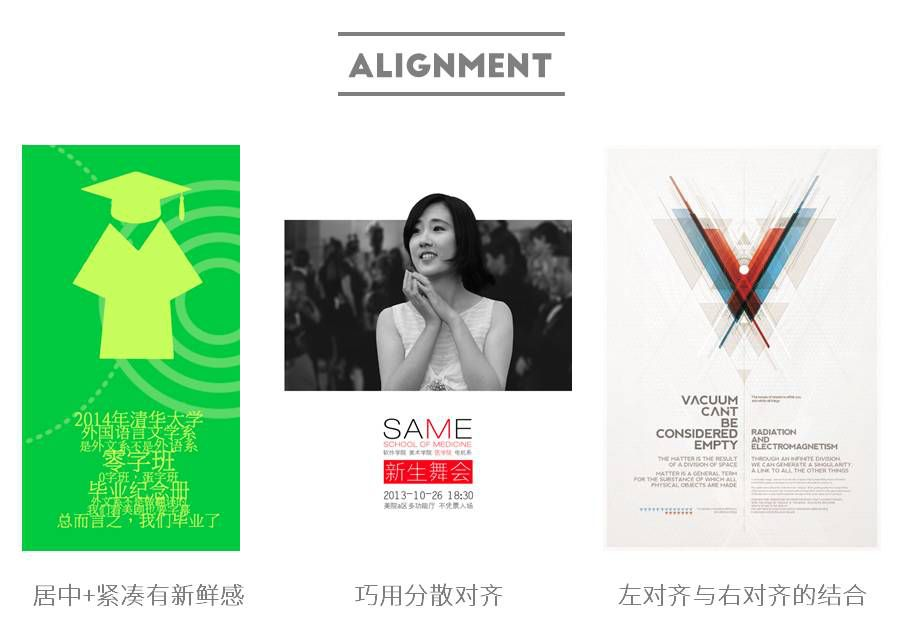 ALIGNMENT
2014年清华大学
外国语言文学系
是外文系不是外语系
零字班
毕业纪念册
总而言之，我们毕业了
SAME
SCHOOL OF MEDICINE
软件学院 美术学院 医学院 电机系
新生舞会
2013-10-26 18:30
美院B区多功能厅 不凭票入场
VACUUM
CANT
BE
CONSIDERED
EMPTY
THE MATTER IS THE RESULT
OF A DIVISION OF SPACE
MATTER IS A GENERAL TERM
FOR THE SUBSTANCE OF WHICH ALL
PHYSICAL OBJECTS ARE MADE
RADIATION
AND
ELECTROMAGNETISM
THROUGH AN INFINITE DIVISION,
WE CAN GENERATE A SINGULARITY,
A LINK TO ALL THE OTHER THINGS
居中+紧凑有新鲜感
巧用分散对齐
左对齐与右对齐的结合